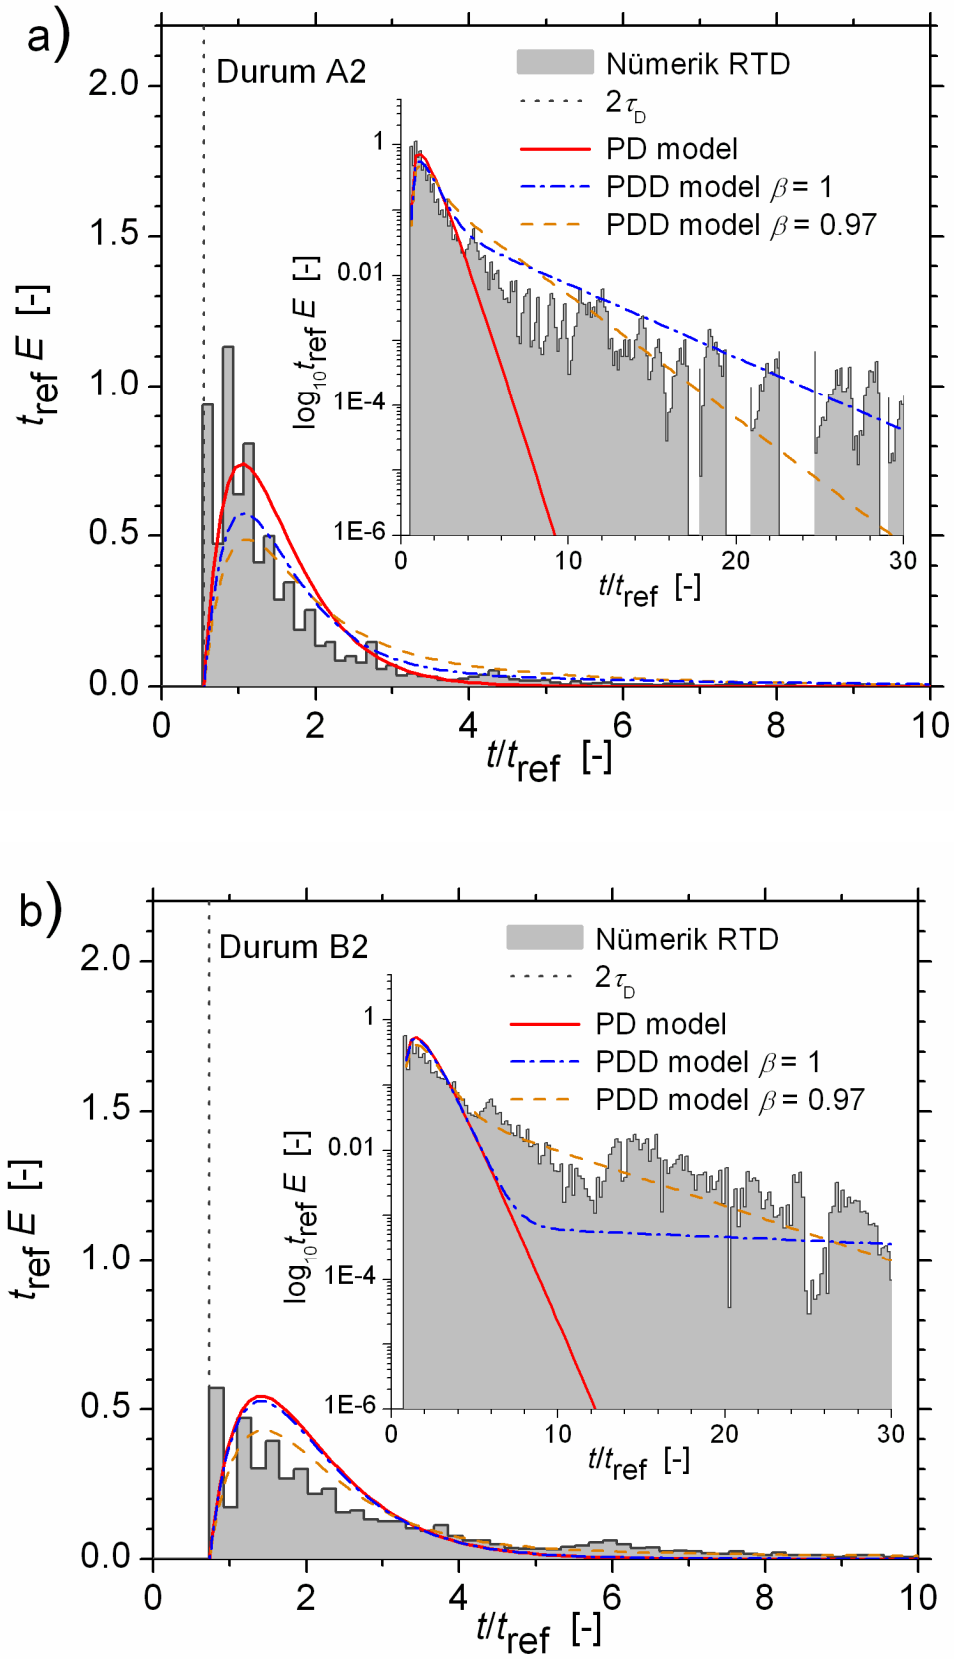 a)
Durum A2
Nümerik RTD
2τD
PD model
PDD model β = 1
PDD model β = 0.97
2.0
1.5
1.0
0.5
0.0
tref E [-]
0 2 4 6 8 10
t/tref [-]
1
0.01
1E-4
1E-6
log10 tref E [-]
0 10 20 30
t/tref [-]
b)
Durum B2
Nümerik RTD
2τD
PD model
PDD model β = 1
PDD model β = 0.97
2.0
1.5
1.0
0.5
0.0
tref E [-]
0 2 4 6 8 10
t/tref [-]
1
0.01
1E-4
1E-6
log10 tref E [-]
0 10 20 30
t/tref [-]